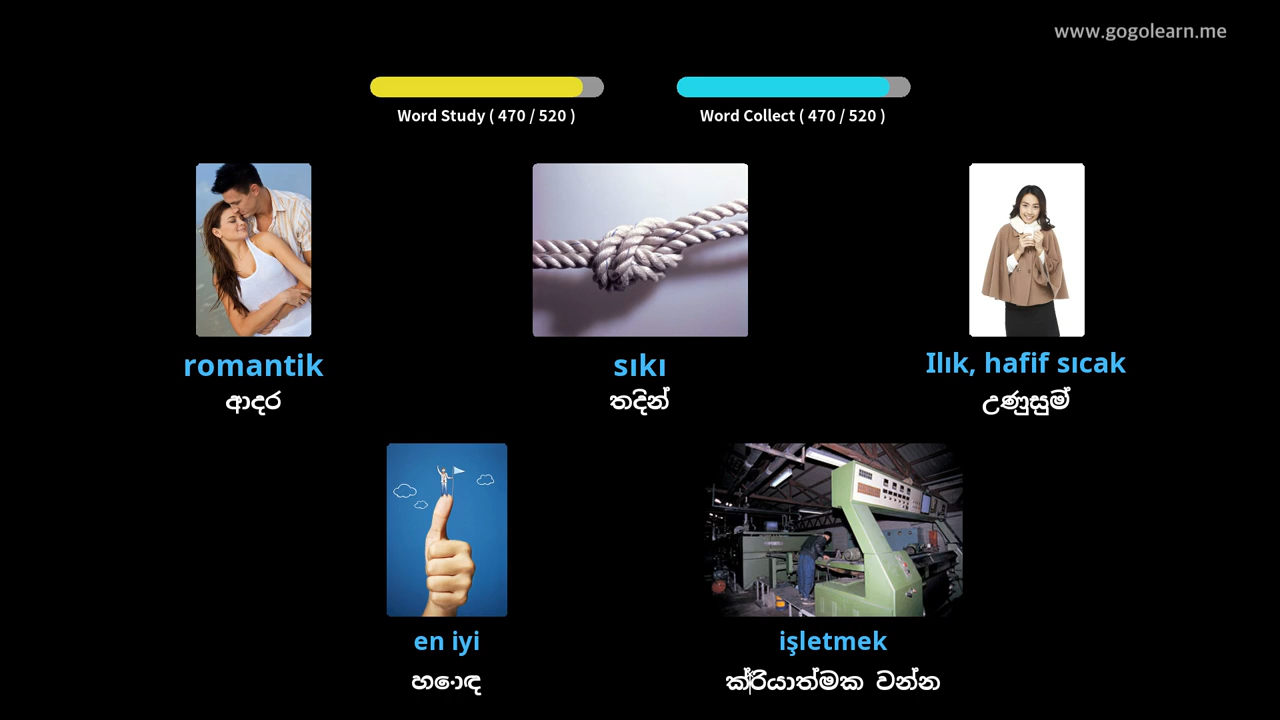 www.gogolearn.me
Word Study ( 470 / 520 )
Word Collect ( 470 / 520 )
romantik
ආදර
sıkı
තදින්
Ilık, hafif sıcak
උණුසුම්
en iyi
හොඳ
işletmek
ක්‍රියාත්මක වන්න